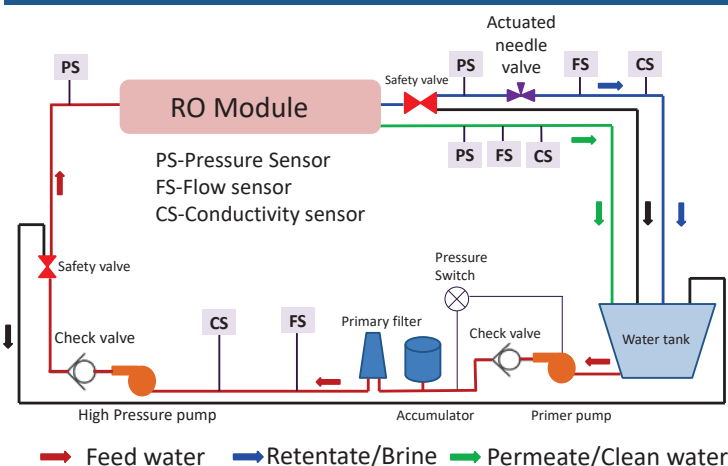 Actuated
needle
valve
PS
Safety valve
PS
FS
CS
RO Module
PS-Pressure Sensor
FS-Flow sensor
CS-Conductivity sensor
PS
FS
CS
Safety valve
Pressure
Switch
CS
FS
Primary filter
Check valve
Check valve
Water tank
High Pressure pump
Accumulator
Primer pump
Feed water
Retentate/Brine
Permeate/Clean water